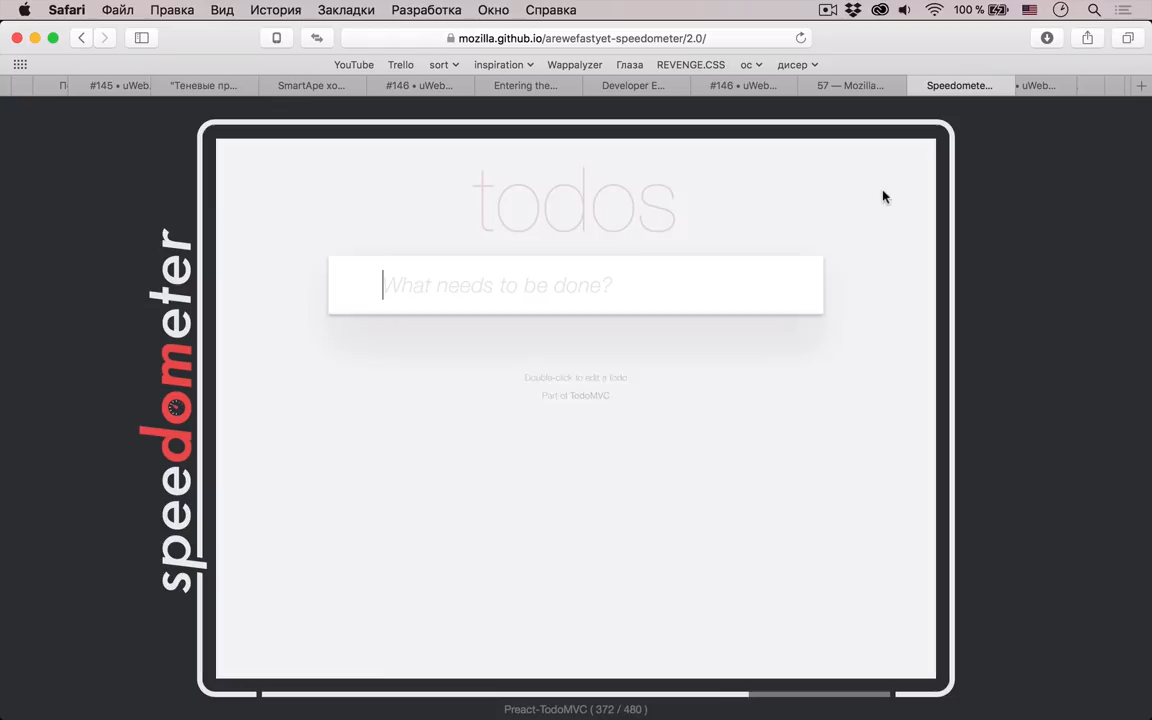 Safari Файл Правка Вид История Закладки Разработка Окно Справка 100 %
mozilla.github.io/arewefastyet-speedometer/2.0/
YouTube Trello sort inspiration Wappalyzer Глаза REVENGE.CSS ос дисер
П #145 • uWeb. "Теневые пр... SmartApe хо... #146 • uWeb... Entering the... Developer E... #146 • uWeb... 57 — Mozilla... Speedomete... • uWeb...
todos
What needs to be done?
Double-click to edit a todo
Part of TodoMVC
speedometer
Preact-TodoMVC ( 372 / 480 )